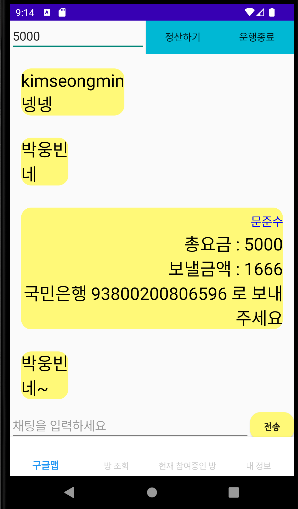 9:14
5000
정산하기
운행종료
kimseongmin
넹넹
박웅빈
네
문준수
총요금 : 5000
보낼금액 : 1666
국민은행 93800200806596 로 보내
주세요
박웅빈
네~
채팅을 입력하세요
전송
구글맵
방 조회
현재 참여중인 방
내 정보